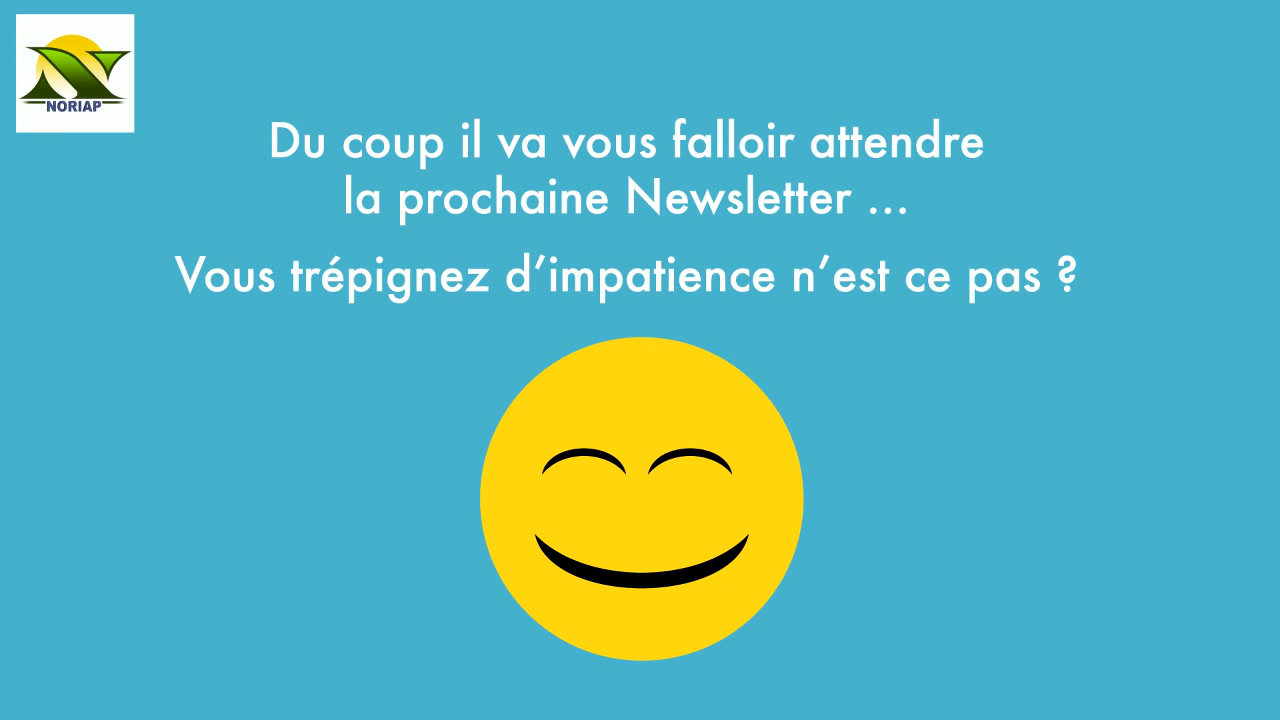 NORIAP
Du coup il va vous falloir attendre
la prochaine Newsletter ...
Vous trépignez d’impatience n’est ce pas ?